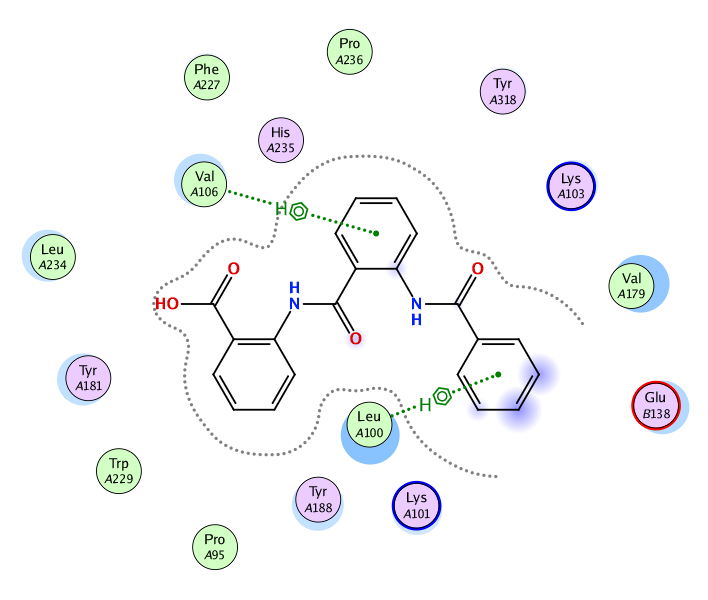 Pro
A236
Phe
A227
Tyr
A318
His
A235
Val
A106
Lys
A103
H
Leu
A234
O
O
Val
A179
H
N
HO
N
H
O
Tyr
A181
Glu
B138
H
Leu
A100
Trp
A229
Tyr
A188
Lys
A101
Pro
A95